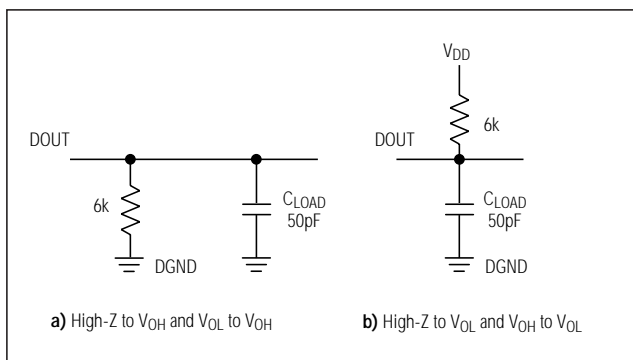 DOUT
6k
C_LOAD
50pF
DGND
a) High-Z to V_OH and V_OL to V_OH
V_DD
6k
DOUT
C_LOAD
50pF
DGND
b) High-Z to V_OL and V_OH to V_OL